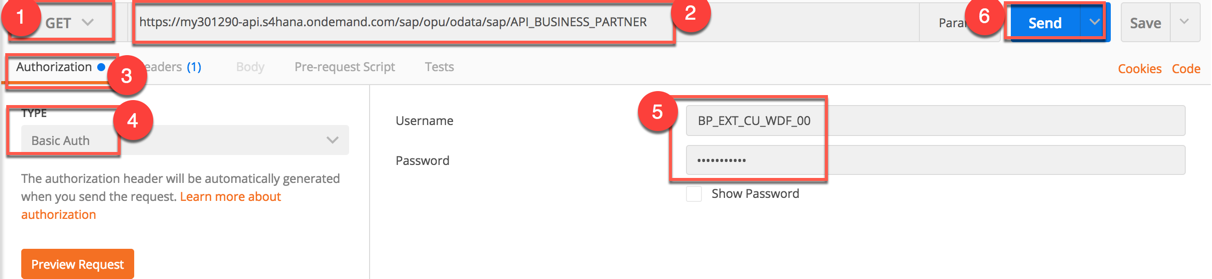 1
GET
https://my301290-api.s4hana.ondemand.com/sap/opu/odata/sap/API_BUSINESS_PARTNER
2
6
Send
Save
Authorization
3
(1)
Body
Pre-request Script
Tests
Cookies
Code
TYPE
4
Basic Auth
The authorization header will be automatically generated
when you send the request. Learn more about
authorization
Preview Request
5
Username
BP_EXT_CU_WDF_00
Password
•••••••••••
Show Password